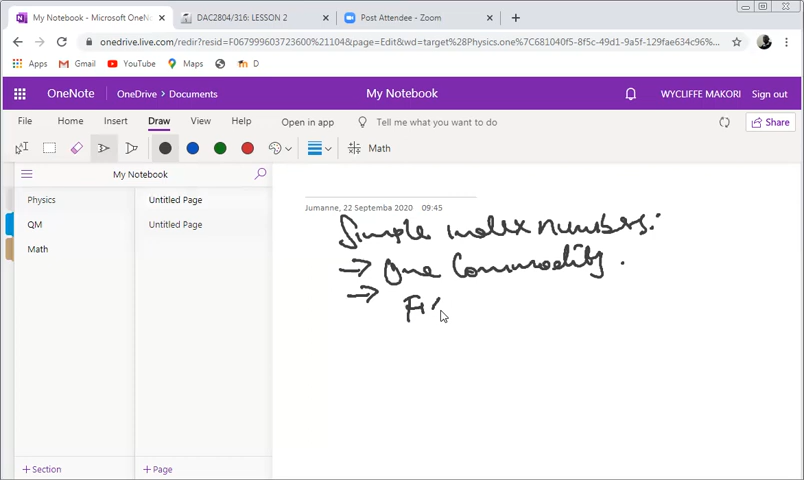 My Notebook - Microsoft OneNo
DAC2804/316: LESSON 2
Post Attendee - Zoom
onedrive.live.com/redir?resid=F067999603723600%21104&page=Edit&wd=target%28Physics.one%7C681040f5-8f5c-49d1-9a5f-129fae634c96%...
Apps
Gmail
YouTube
Maps
D
OneNote
OneDrive > Documents
My Notebook
WYCLIFFE MAKORI
Sign out
File
Home
Insert
Draw
View
Help
Open in app
Tell me what you want to do
Share
Math
My Notebook
Physics
QM
Math
Untitled Page
Untitled Page
Jumanne, 22 Septemba 2020 09:45
Simple index numbers:
→ One Commodity.
→
+ Section
+ Page